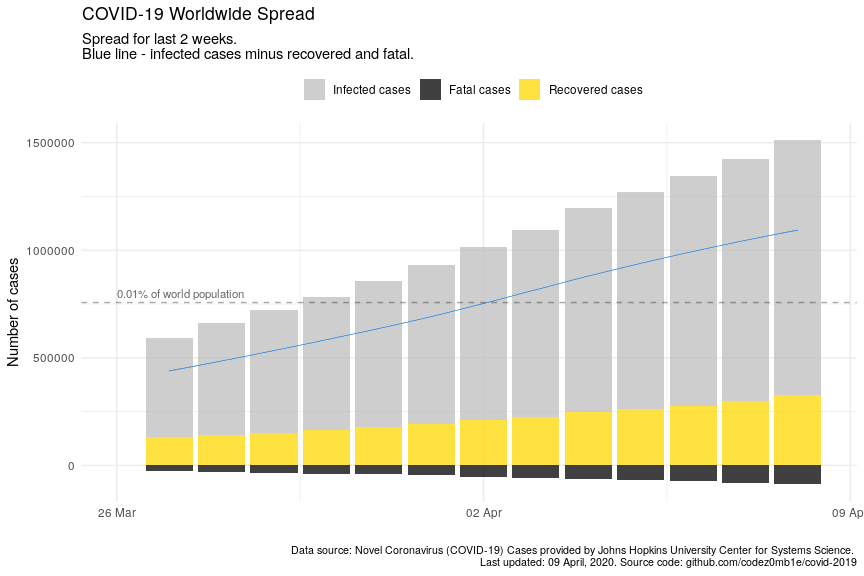 COVID-19 Worldwide Spread
Spread for last 2 weeks.
Blue line - infected cases minus recovered and fatal.
Infected cases Fatal cases Recovered cases
1500000
1000000
0.01% of world population
500000
0
Number of cases
26 Mar 02 Apr 09 Ap
Data source: Novel Coronavirus (COVID-19) Cases provided by Johns Hopkins University Center for Systems Science.
Last updated: 09 April, 2020. Source code: github.com/codez0mb1e/covid-2019